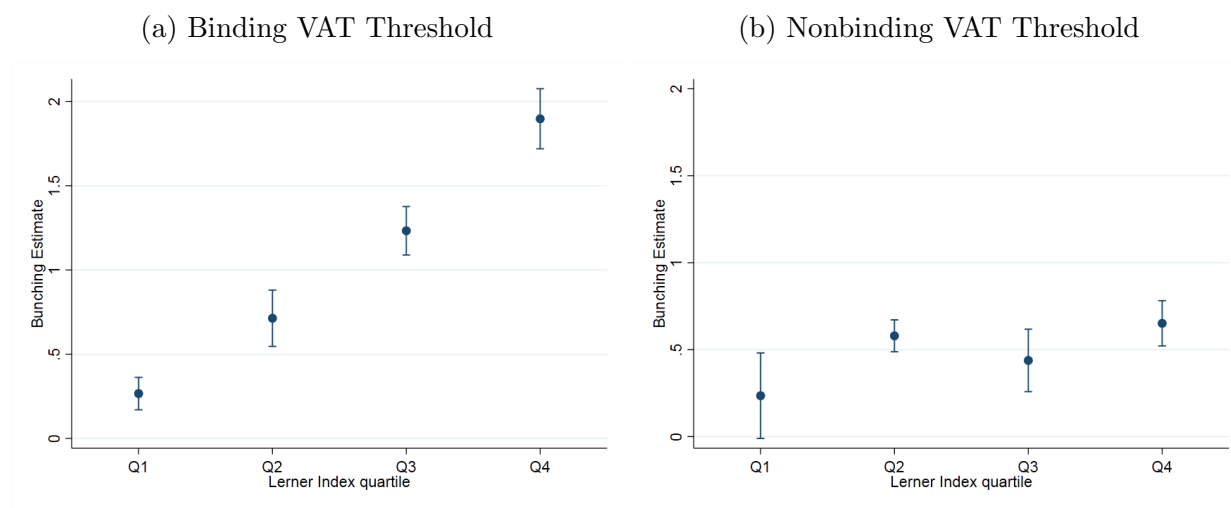 (a) Binding VAT Threshold
Bunching Estimate
2
1.5
1
.5
0
Q1 Q2 Q3 Q4
Lerner Index quartile
(b) Nonbinding VAT Threshold
Bunching Estimate
2
1.5
1
.5
0
Q1 Q2 Q3 Q4
Lerner Index quartile